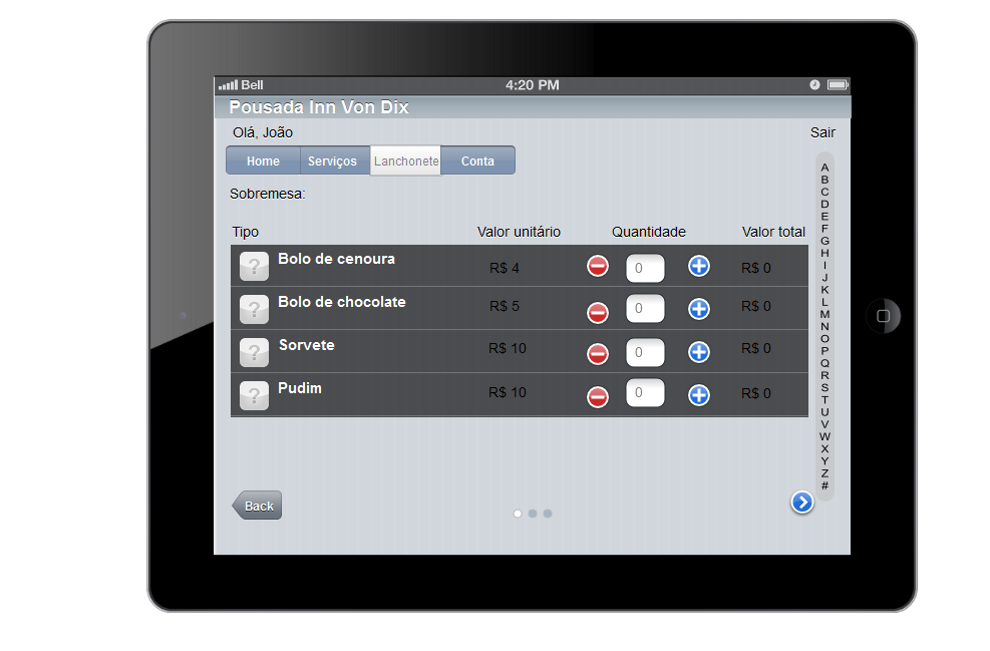 Bell 4:20 PM
Pousada Inn Von Dix
Olá, João Sair
Home Serviços Lanchonete Conta
Sobremesa:
Tipo Valor unitário Quantidade Valor total
? Bolo de cenoura R$ 4 0 R$ 0
? Bolo de chocolate R$ 5 0 R$ 0
? Sorvete R$ 10 0 R$ 0
? Pudim R$ 10 0 R$ 0
Back
A
B
C
D
E
F
G
H
I
J
K
L
M
N
O
P
Q
R
S
T
U
V
W
X
Y
Z
#